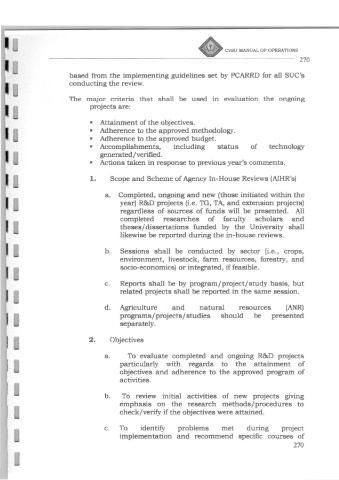 CvSU MANUAL OF OPERATIONS
270
based from the implementing guidelines set by PCARRD for all SUC's
conducting the review.
The major criteria that shall be used in evaluation the ongoing
projects are:
▪ Attainment of the objectives.
▪ Adherence to the approved methodology.
▪ Adherence to the approved budget.
▪ Accomplishments, including status of technology
generated/verified.
▪ Actions taken in response to previous year's comments.
1. Scope and Scheme of Agency In-House Reviews (AIHR's)
a. Completed, ongoing and new (those initiated within the
year) R&D projects (i.e. TG, TA, and extension projects)
regardless of sources of funds will be presented. All
completed researches of faculty scholars and
theses/dissertations funded by the University shall
likewise be reported during the in-house reviews.
b. Sessions shall be conducted by sector (i.e., crops,
environment, livestock, farm resources, forestry, and
socio-economics) or integrated, if feasible.
c. Reports shall be by program/project/study basis, but
related projects shall be reported in the same session.
d. Agriculture and natural resources (ANR)
programs/projects/studies should be presented
separately.
2. Objectives
a. To evaluate completed and ongoing R&D projects
particularly with regards to the attainment of
objectives and adherence to the approved program of
activities.
b. To review initial activities of new projects giving
emphasis on the research methods/procedures to
check/verify if the objectives were attained.
c. To identify problems met during project
implementation and recommend specific courses of
270